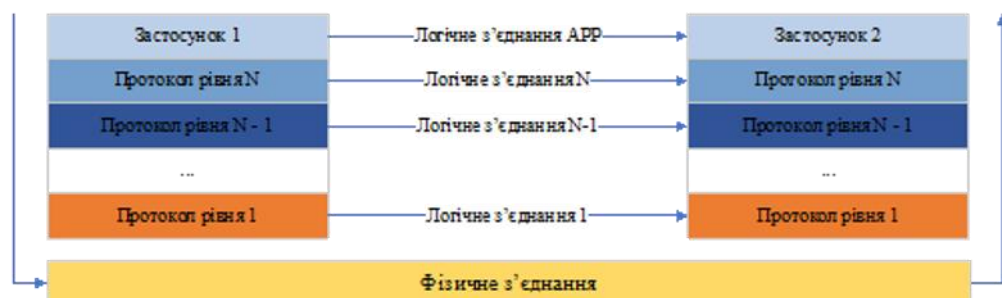 Застосунок 1 Логічне з’єднання APP Застосунок 2
Протокол рівня N Логічне з’єднання N Протокол рівня N
Протокол рівня N - 1 Логічне з’єднання N-1 Протокол рівня N - 1
... ...
Протокол рівня 1 Логічне з’єднання 1 Протокол рівня 1
Фізичне з’єднання